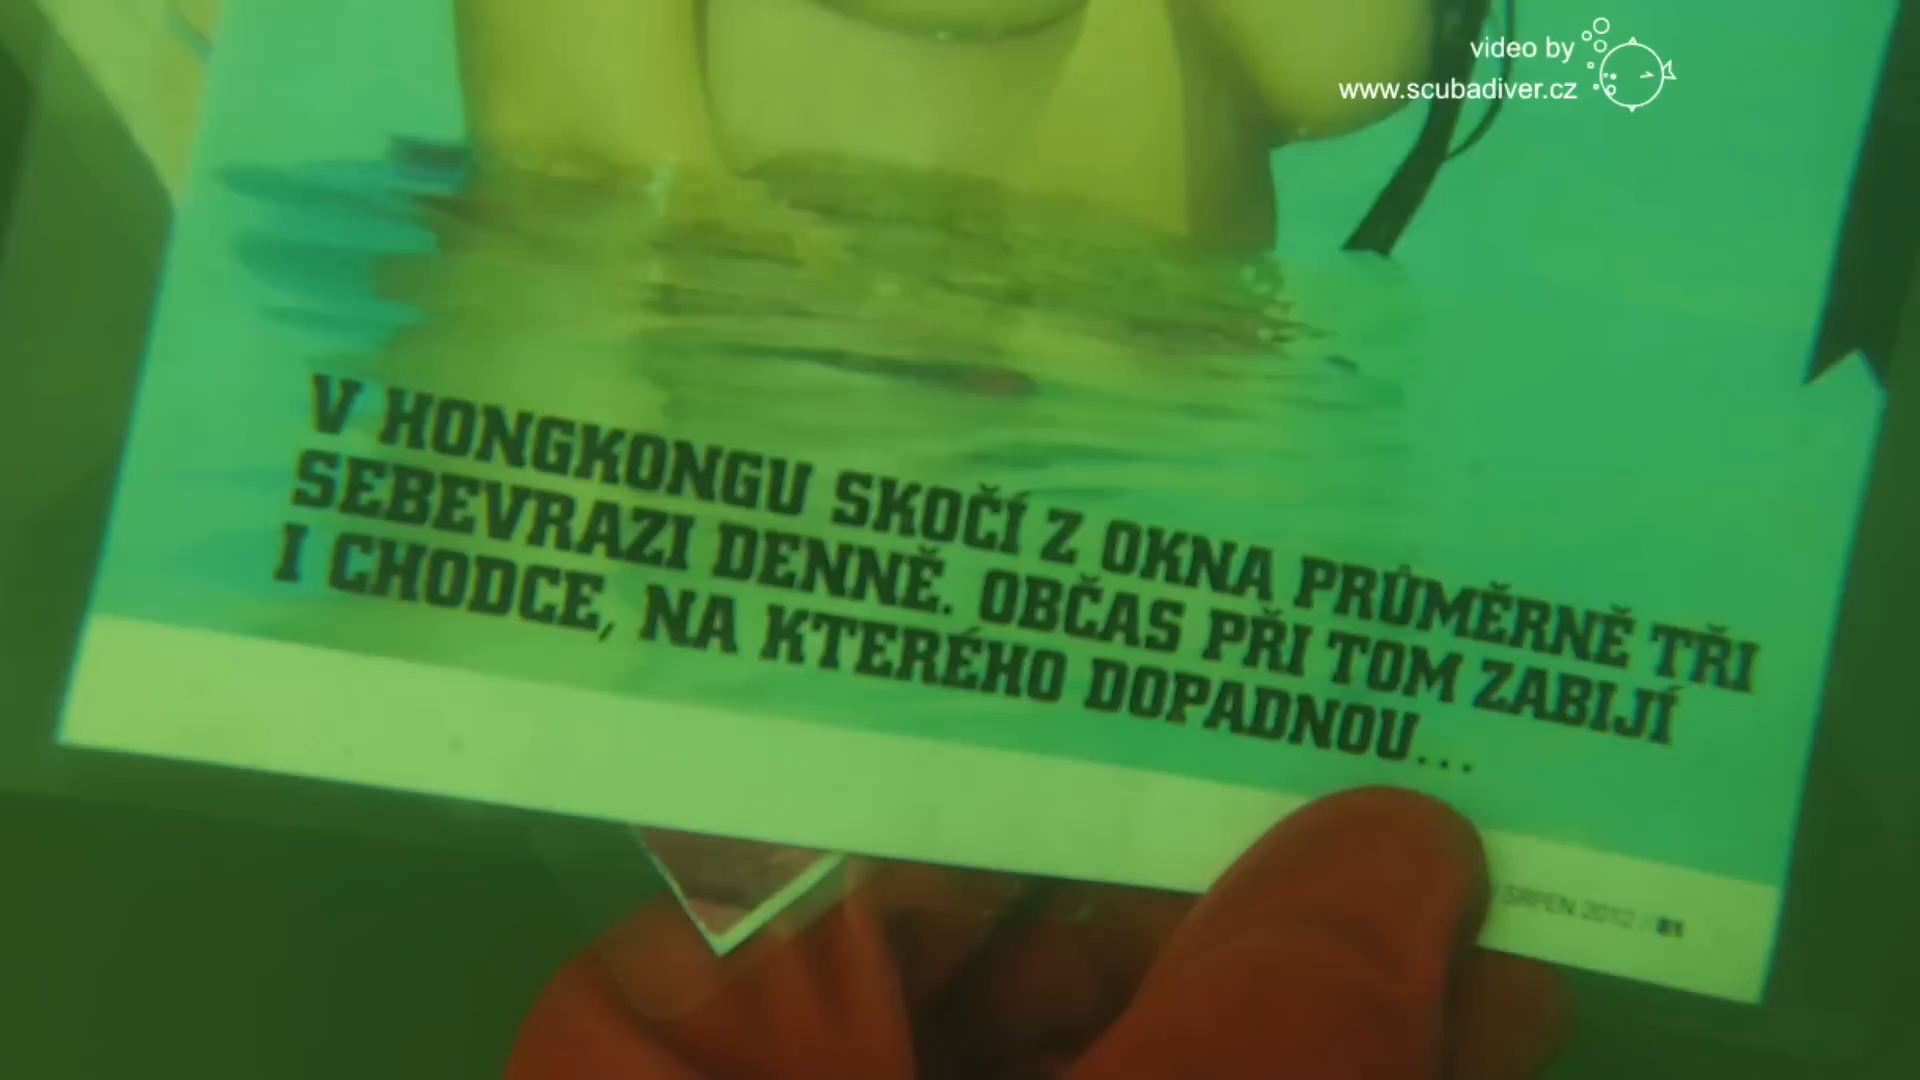 video by
www.scubadiver.cz
V HONGKONGU SKOČÍ Z OKNA PRŮMĚRNĚ TŘI
SEBEVRAZI DENNĚ. OBČAS PŘI TOM ZABIJÍ
I CHODCE, NA KTERÉHO DOPADNOU...
SRPEN 2012 // 81